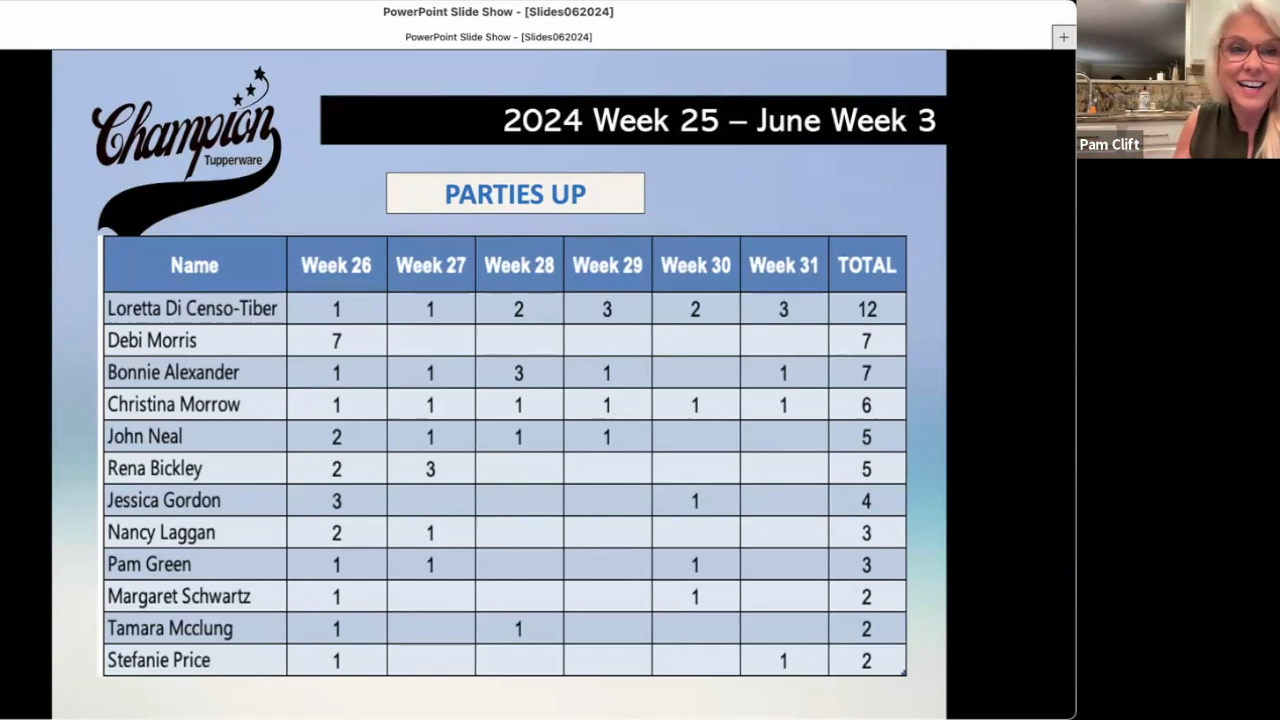 PowerPoint Slide Show - [Slides062024]
PowerPoint Slide Show - [Slides062024]
+
Pam Clift
Champion
Tupperware
2024 Week 25 – June Week 3
PARTIES UP
Name Week 26 Week 27 Week 28 Week 29 Week 30 Week 31 TOTAL
Loretta Di Censo-Tiber 1 1 2 3 2 3 12
Debi Morris 7 7
Bonnie Alexander 1 1 3 1 1 7
Christina Morrow 1 1 1 1 1 1 6
John Neal 2 1 1 1 5
Rena Bickley 2 3 5
Jessica Gordon 3 1 4
Nancy Laggan 2 1 3
Pam Green 1 1 1 3
Margaret Schwartz 1 1 2
Tamara Mcclung 1 1 2
Stefanie Price 1 1 2